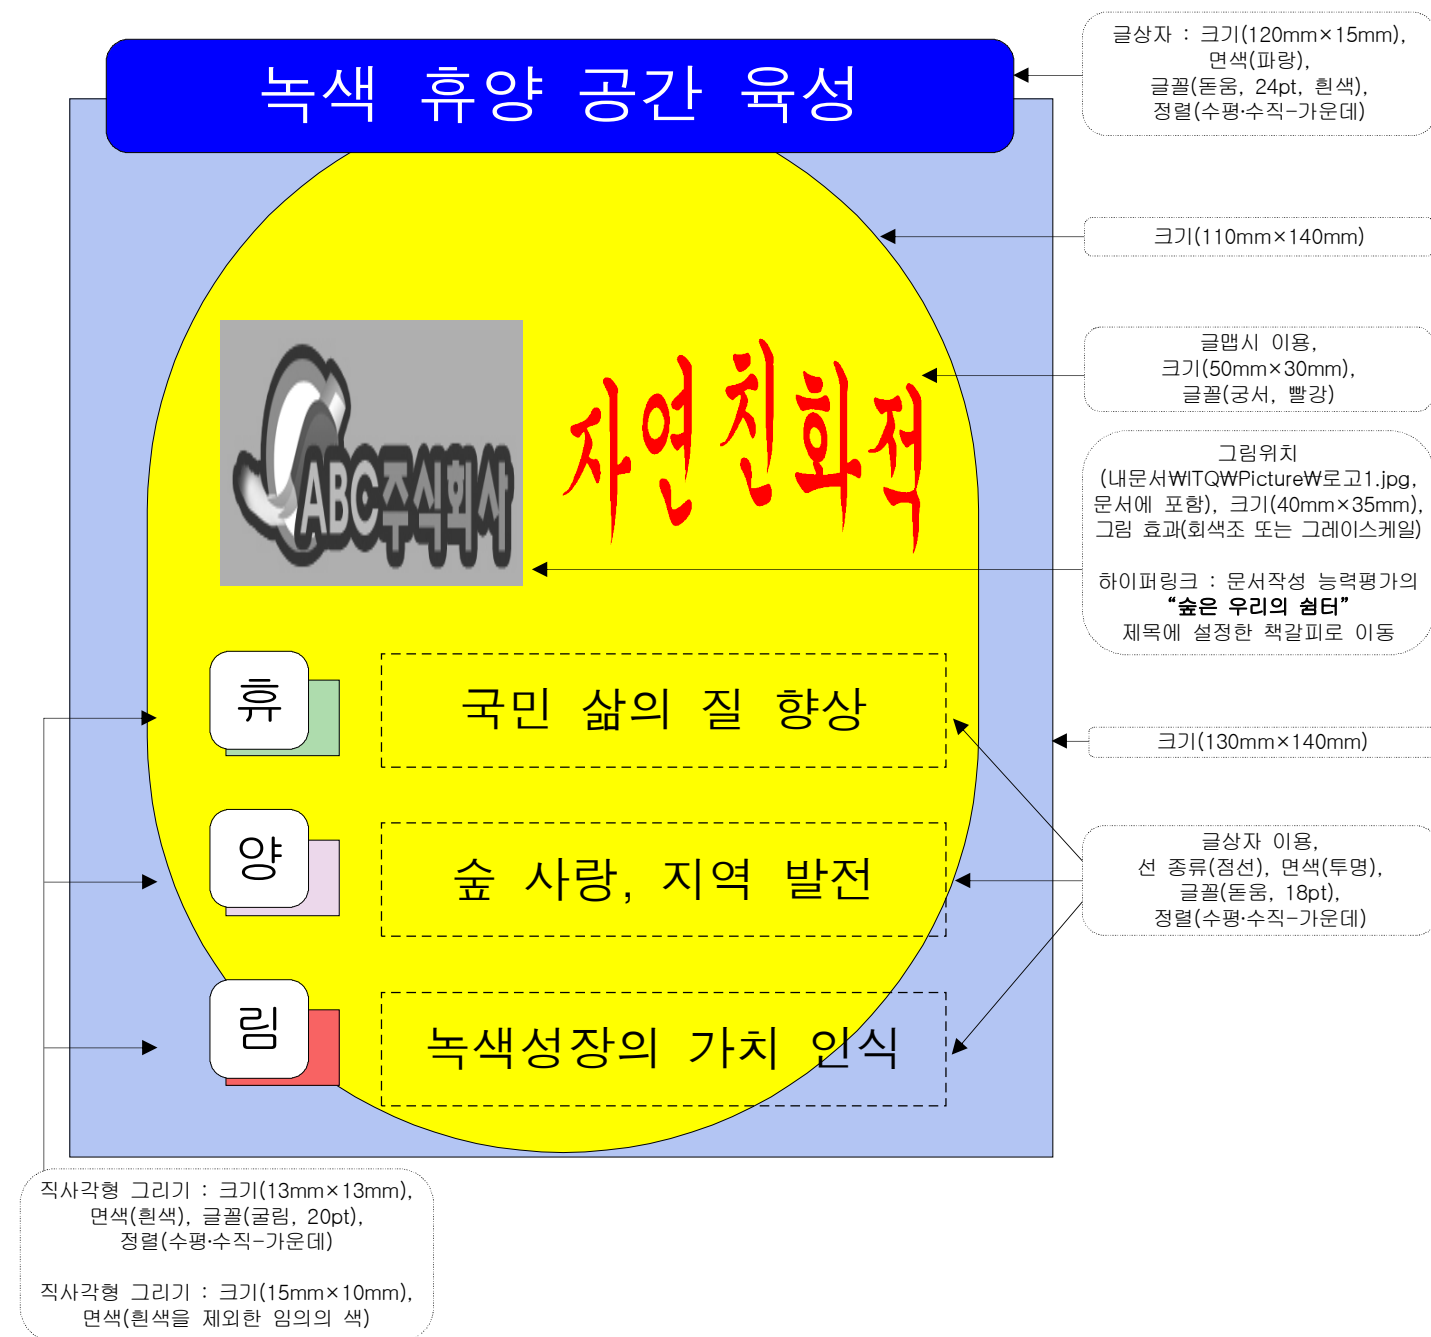 녹색 휴양 공간 육성
글상자 : 크기(120mm×15mm),
면색(파랑),
글꼴(돋움, 24pt, 흰색),
정렬(수평·수직-가운데)
크기(110mm×140mm)
글맵시 이용,
크기(50mm×30mm),
글꼴(궁서, 빨강)
자연친화적
ABC주식회사
그림위치
(내문서₩ITQ₩Picture₩로고1.jpg,
문서에 포함), 크기(40mm×35mm),
그림 효과(회색조 또는 그레이스케일)
하이퍼링크 : 문서작성 능력평가의
“숲은 우리의 쉼터”
제목에 설정한 책갈피로 이동
휴
국민 삶의 질 향상
크기(130mm×140mm)
양
숲 사랑, 지역 발전
글상자 이용,
선 종류(점선), 면색(투명),
글꼴(돋움, 18pt),
정렬(수평·수직-가운데)
림
녹색성장의 가치 인식
직사각형 그리기 : 크기(13mm×13mm),
면색(흰색), 글꼴(굴림, 20pt),
정렬(수평·수직-가운데)
직사각형 그리기 : 크기(15mm×10mm),
면색(흰색을 제외한 임의의 색)